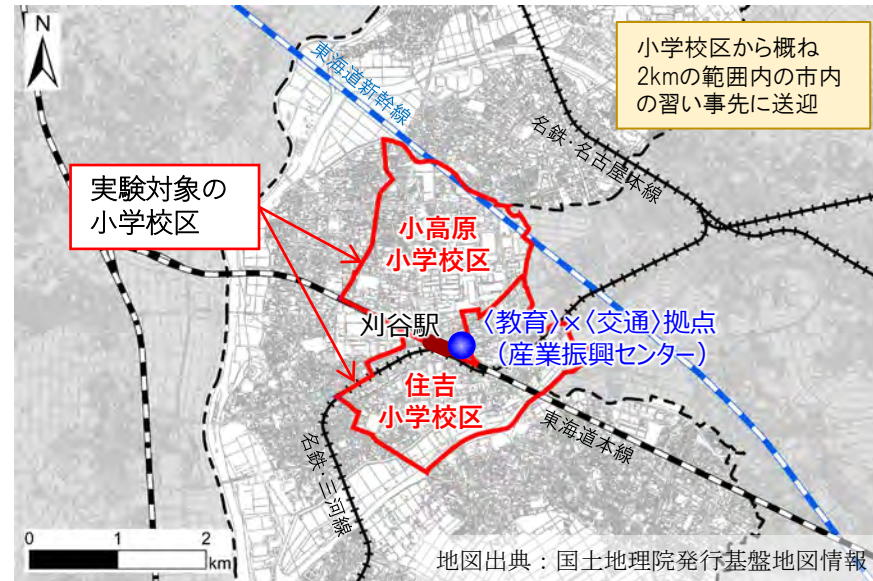 N
小学校区から概ね
2kmの範囲内の市内
の習い事先に送迎
東海道新幹線
名鉄・名古屋本線
実験対象の
小学校区
小高原
小学校区
刈谷駅
〈教育〉×〈交通〉拠点
（産業振興センター）
住吉
小学校区
東海道本線
名鉄・三河線
0 1 2
km
地図出典：国土地理院発行基盤地図情報